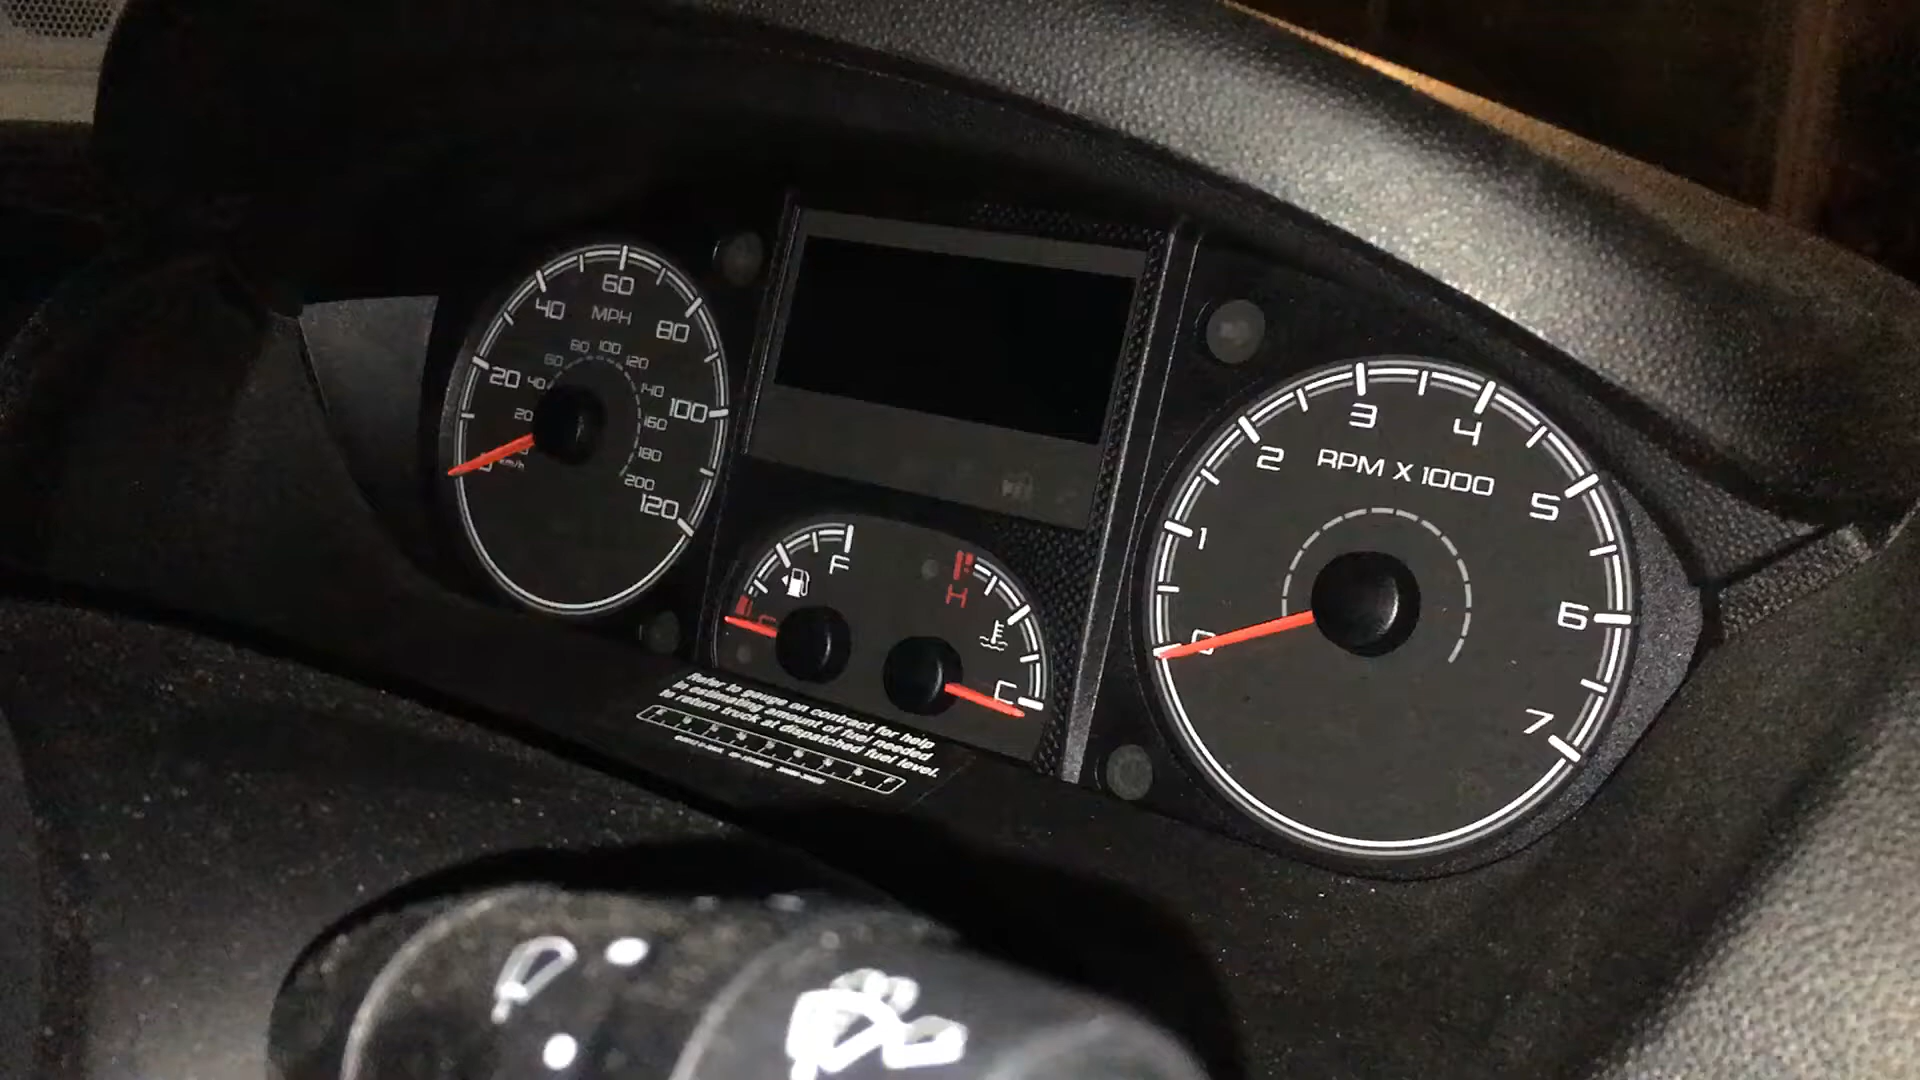 60
40
MPH
80
80
100
60
120
20
40
140
100
20
160
0
km/h
180
200
120
3
4
2
RPM X 1000
5
1
6
0
7
F
H
C
Refer to gauge on contract for help
in estimating amount of fuel needed
to return truck at dispatched fuel level.